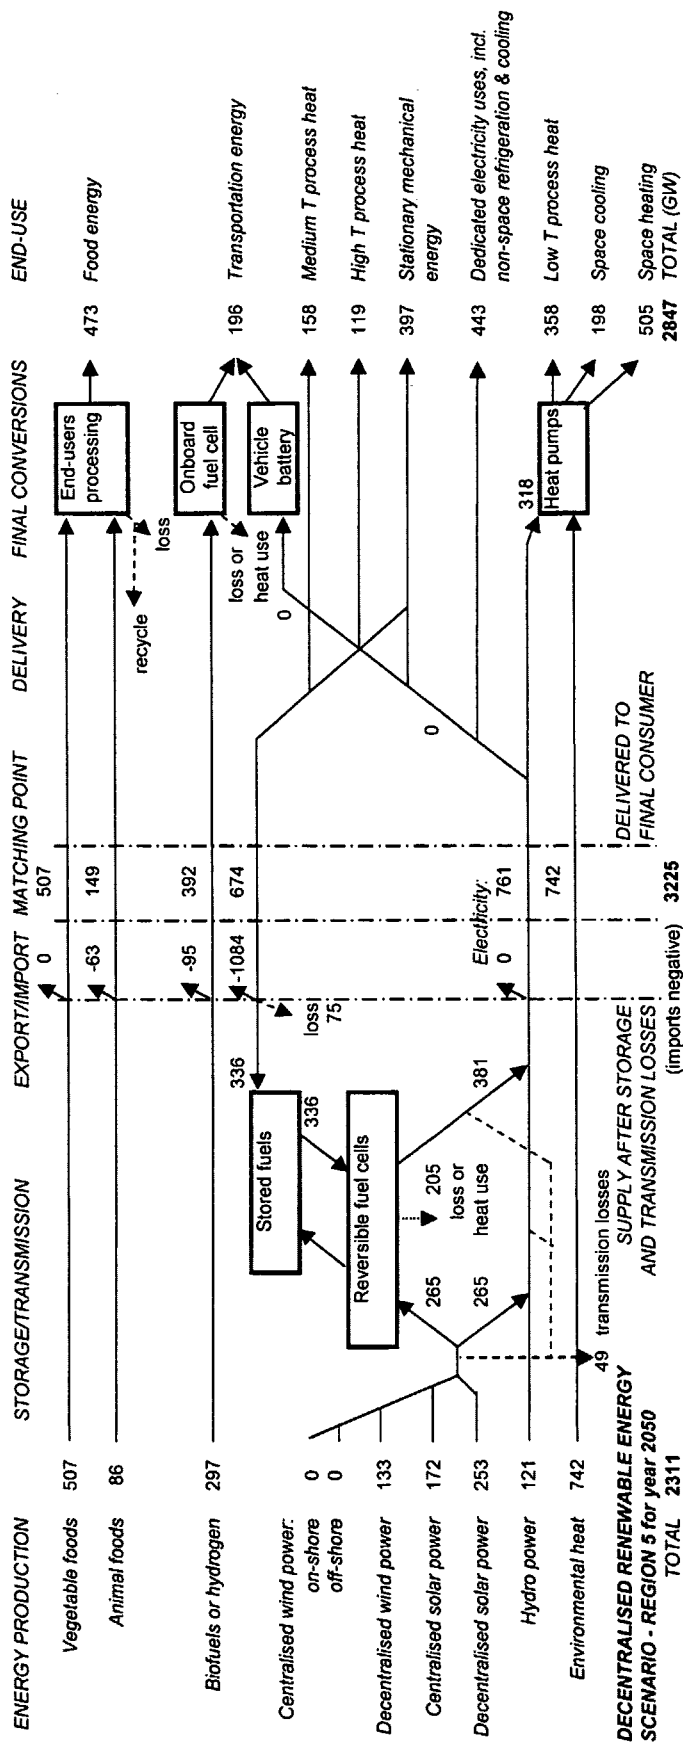 ENERGY PRODUCTION
STORAGE/TRANSMISSION
EXPORT/IMPORT
MATCHING POINT
DELIVERY
FINAL CONVERSIONS
END-USE
Vegetable foods 507
0
507
End-users
processing
473 Food energy
Animal foods 86
-63
149
recycle
loss
Biofuels or hydrogen 297
-95
392
Onboard
fuel cell
loss or
heat use
Vehicle
battery
0
196 Transportation energy
336
-1084
674
loss
75
Stored fuels
336
Reversible fuel cells
205
loss or
heat use
Centralised wind power:
on-shore 0
off-shore 0
Decentralised wind power 133
Centralised solar power 172
Decentralised solar power 253
265
265
381
0
158 Medium T process heat
119 High T process heat
397 Stationary mechanical
energy
443 Dedicated electricity uses, incl.
non-space refrigeration & cooling
Hydro power 121
Electricity:
0
761
318
Heat pumps
358 Low T process heat
Environmental heat 742
742
198 Space cooling
505 Space heating
49 transmission losses
DECENTRALISED RENEWABLE ENERGY
SCENARIO - REGION 5 for year 2050
TOTAL 2311
SUPPLY AFTER STORAGE
AND TRANSMISSION LOSSES
(imports negative)
3225
DELIVERED TO
FINAL CONSUMER
2847 TOTAL (GW)